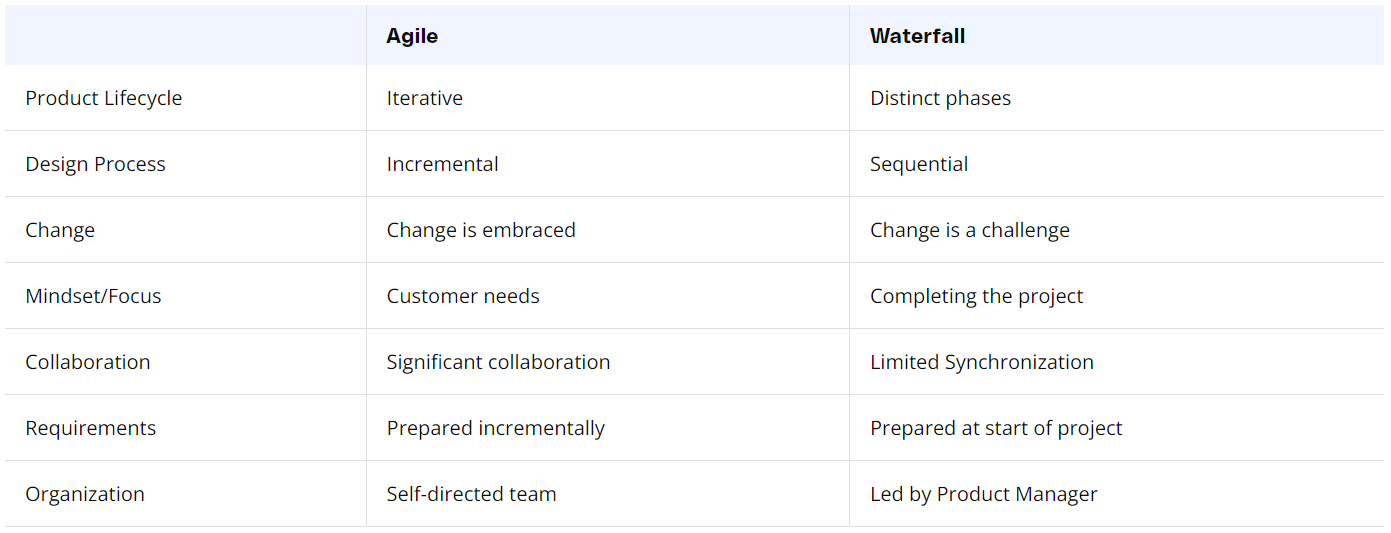 Agile Waterfall
Product Lifecycle Iterative Distinct phases
Design Process Incremental Sequential
Change Change is embraced Change is a challenge
Mindset/Focus Customer needs Completing the project
Collaboration Significant collaboration Limited Synchronization
Requirements Prepared incrementally Prepared at start of project
Organization Self-directed team Led by Product Manager